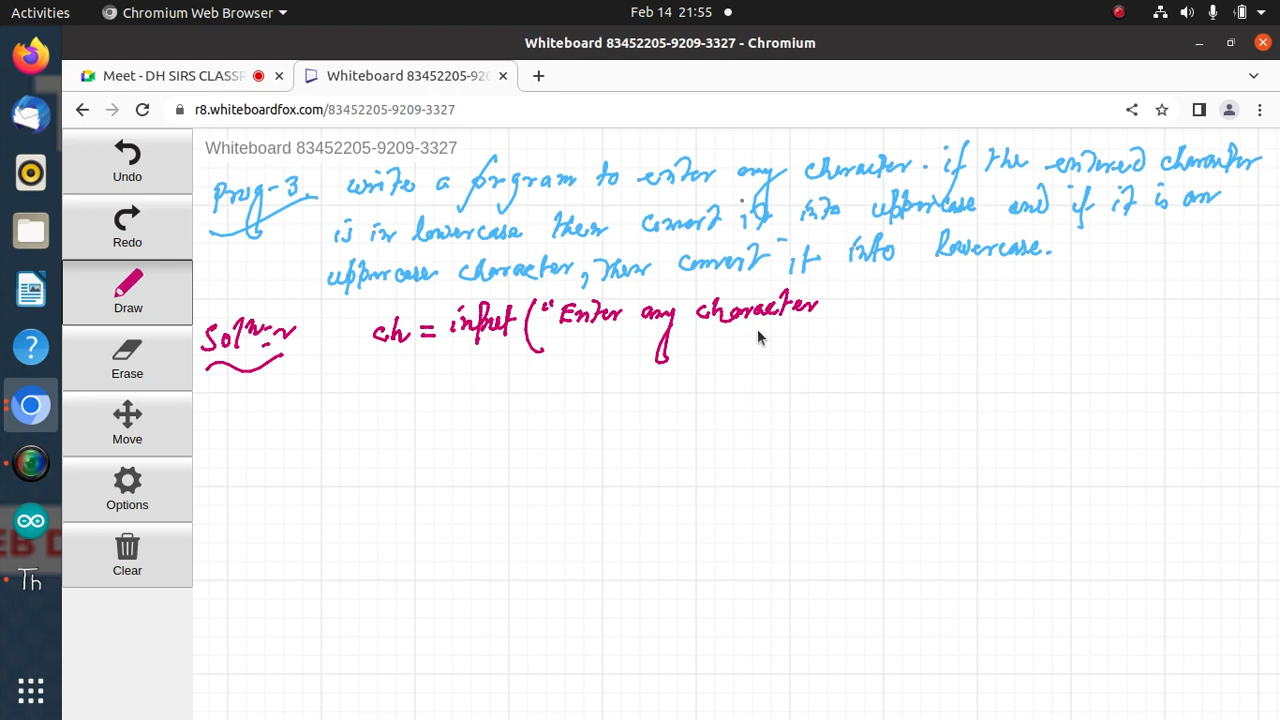 Activities
Chromium Web Browser
Feb 14 21:55
Whiteboard 83452205-9209-3327 - Chromium
Meet - DH SIRS CLASSR
Whiteboard 83452205-920
r8.whiteboardfox.com/83452205-9209-3327
Whiteboard 83452205-9209-3327
Undo
Redo
Draw
Erase
Move
Options
Clear
Prog-3. write a program to enter any character. if the entered character
is in lowercase then convert it into uppercase and if it is an
uppercase character, then convert it into lowercase.
Soln:-
ch = input ("Enter any character
EB D
Th